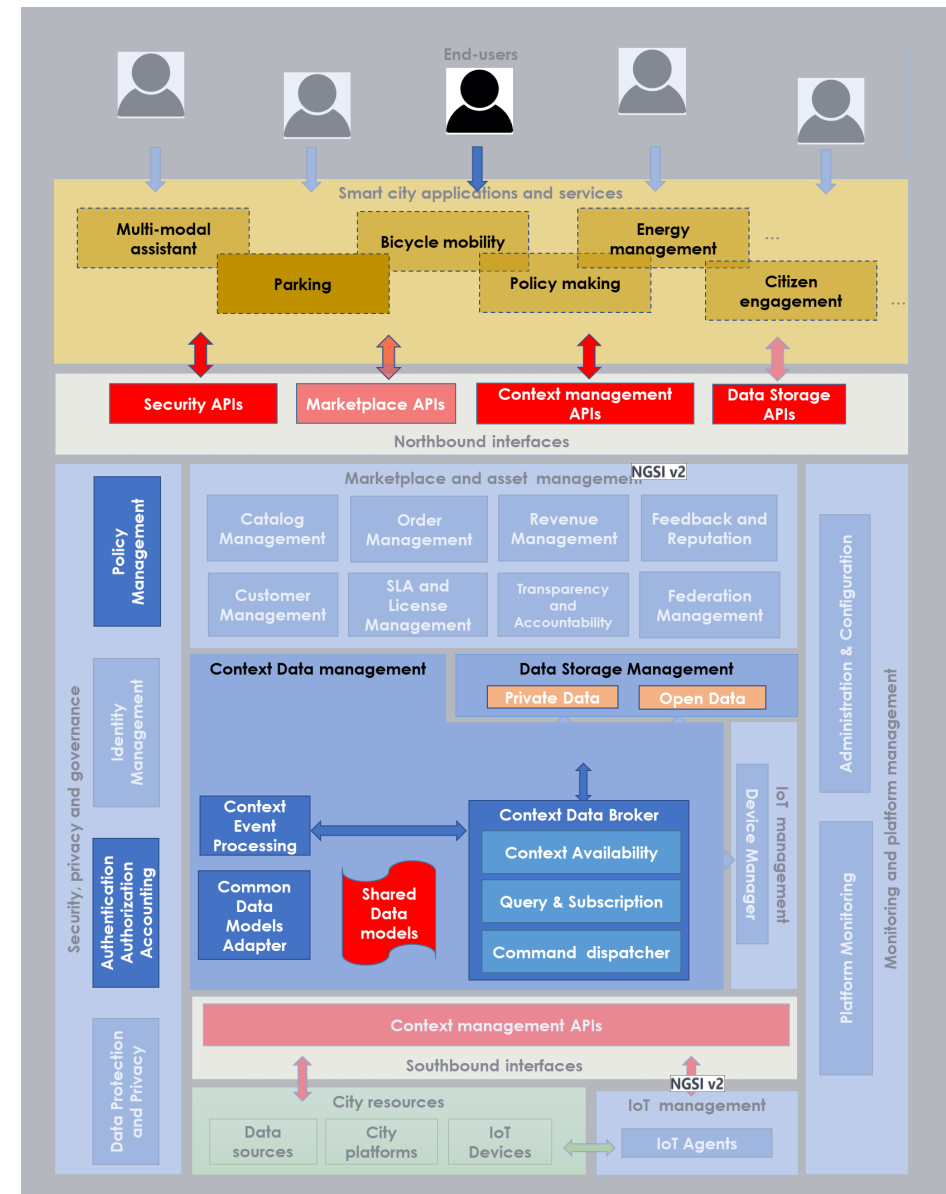 End-users
Smart city applications and services
Multi-modal
assistant
Bicycle mobility
Energy
management
...
Parking
Policy making
Citizen
engagement
...
Security APIs
Marketplace APIs
Context management
APIs
Data Storage
APIs
Northbound interfaces
Security, privacy and governance
Policy
Management
Identity
Management
Authentication
Authorization
Accounting
Data Protection
and Privacy
Marketplace and asset management
NGSI v2
Catalog
Management
Order
Management
Revenue
Management
Feedback and
Reputation
Customer
Management
SLA and
License
Management
Transparency
and
Accountability
Federation
Management
Context Data management
Data Storage Management
Private Data
Open Data
Context
Event
Processing
Common
Data
Models
Adapter
Shared
Data
models
Context Data Broker
Context Availability
Query & Subscription
Command dispatcher
Device Manager
IoT management
Administration & Configuration
Platform Monitoring
Monitoring and platform management
Context management APIs
Southbound interfaces
NGSI v2
City resources
Data
sources
City
platforms
IoT
Devices
IoT management
IoT Agents